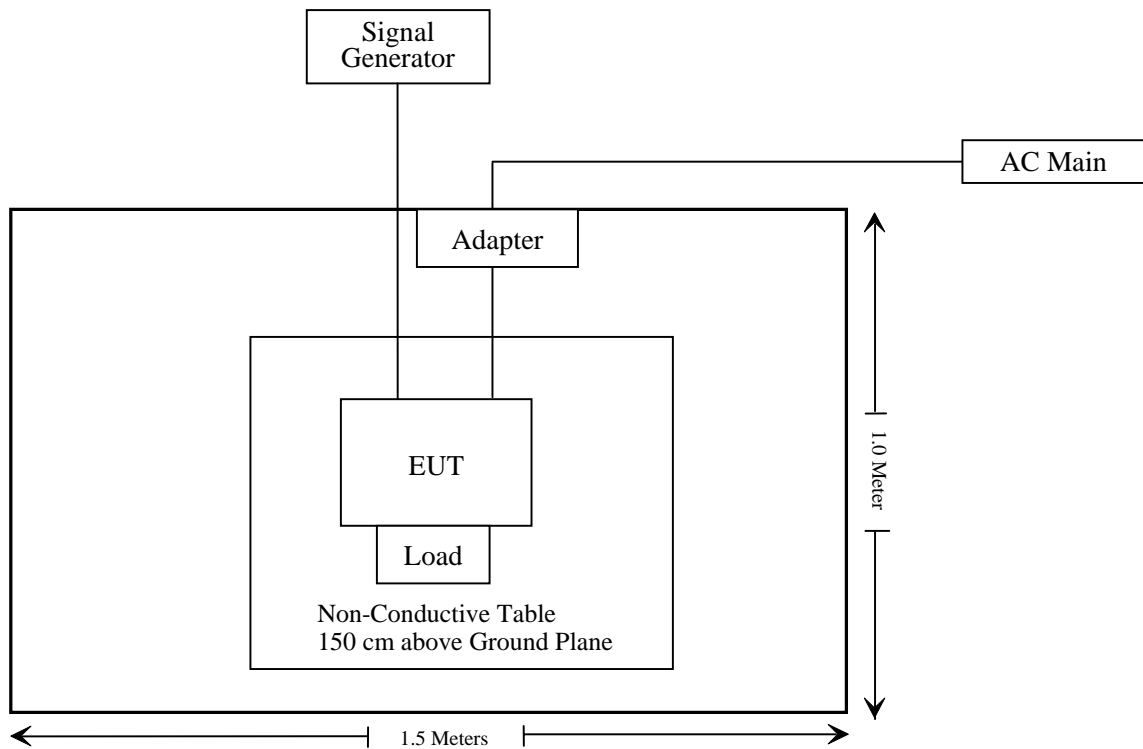 Signal
Generator
AC Main
Adapter
EUT
Load
Non-Conductive Table
150 cm above Ground Plane
1.0 Meter
1.5 Meters